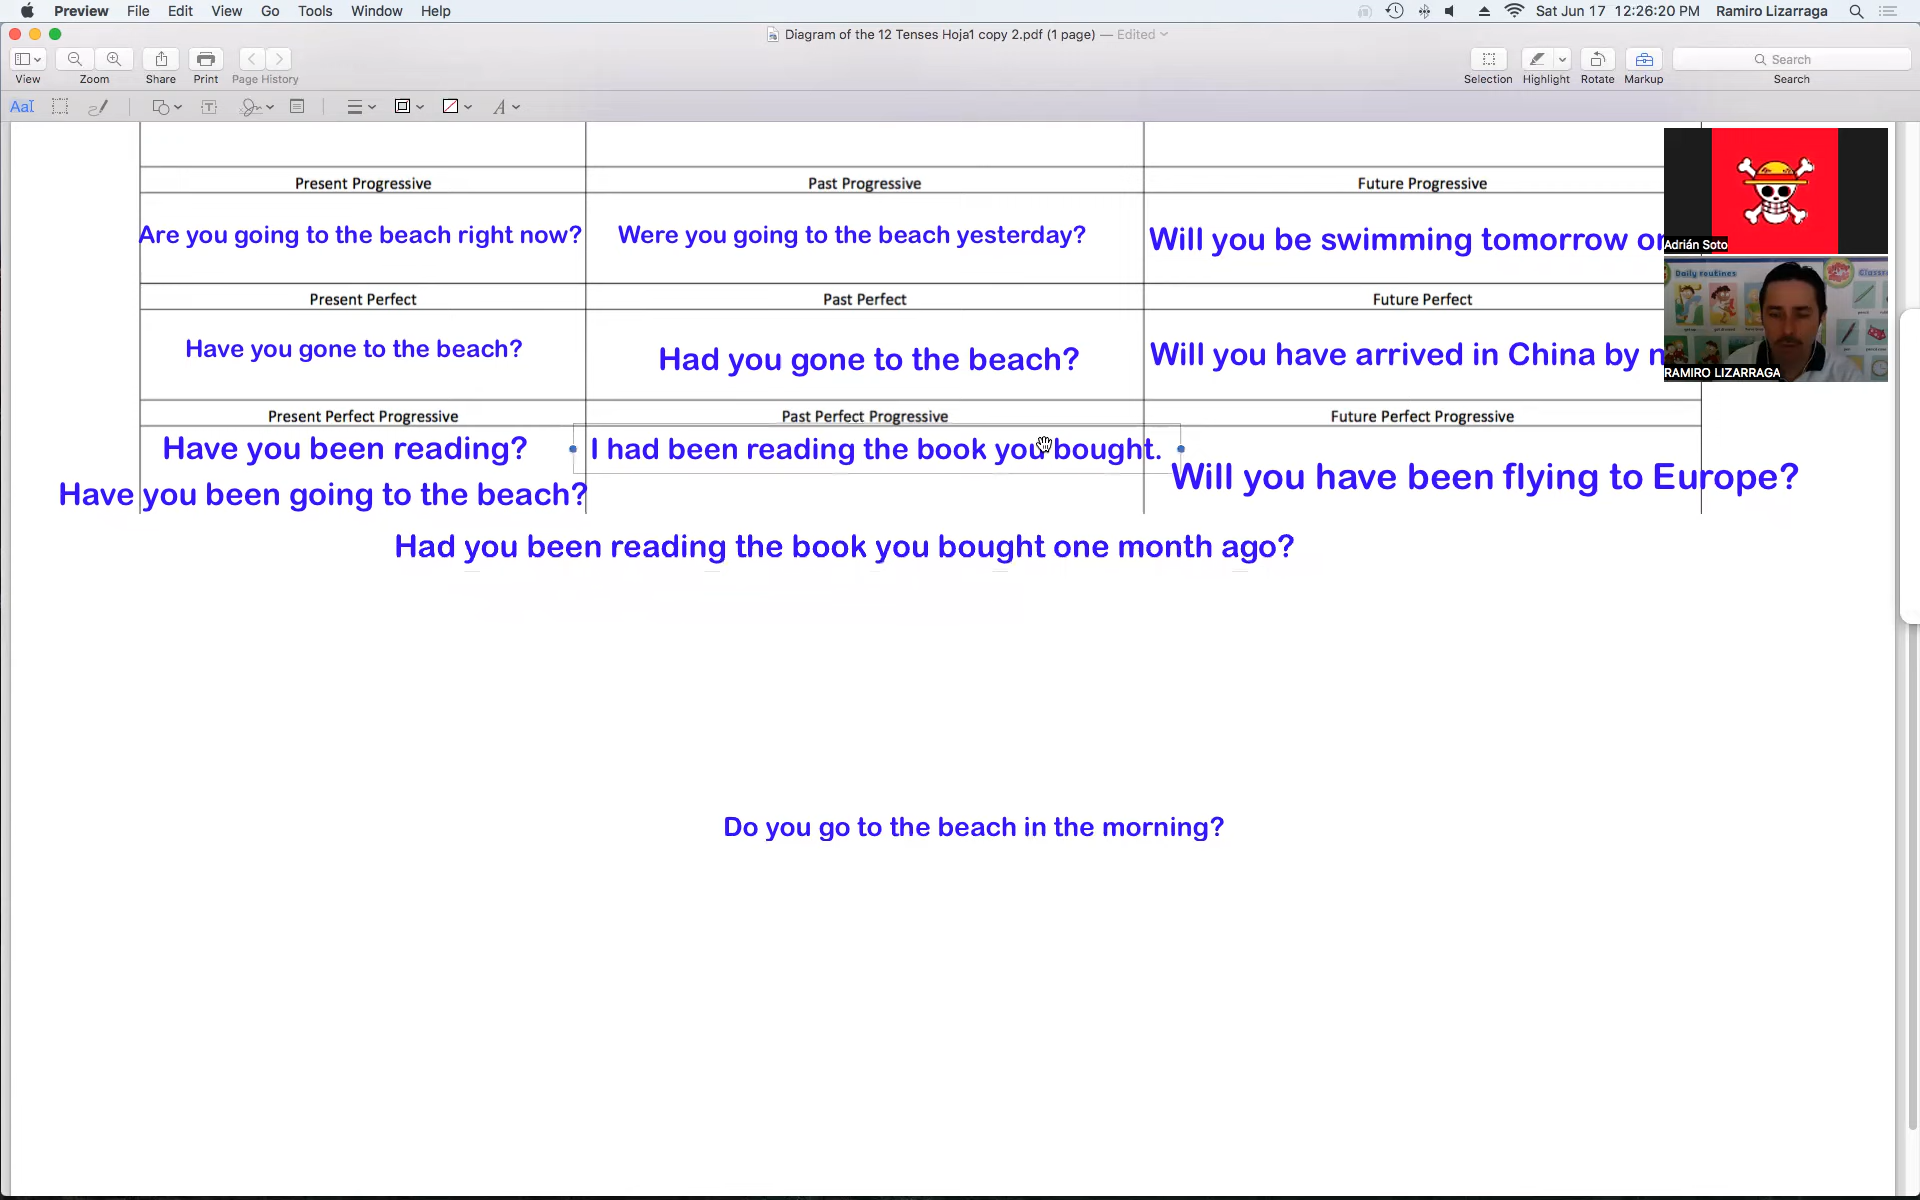 Preview File Edit View Go Tools Window Help Sat Jun 17 12:26:20 PM Ramiro Lizarraga
Diagram of the 12 Tenses Hoja1 copy 2.pdf (1 page) — Edited
View Zoom Share Print Page History Selection Highlight Rotate Markup Search
Search
AaI T A
Present Progressive Past Progressive Future Progressive
Are you going to the beach right now? Were you going to the beach yesterday? Will you be swimming tomorrow
Adrián Soto
Daily routines
Present Perfect Past Perfect Future Perfect
Have you gone to the beach? Had you gone to the beach? Will you have arrived in China by
RAMIRO LIZARRAGA
Present Perfect Progressive Past Perfect Progressive Future Perfect Progressive
Have you been reading? I had been reading the book you bought.
Will you have been flying to Europe?
Have you been going to the beach?
Had you been reading the book you bought one month ago?
Do you go to the beach in the morning?